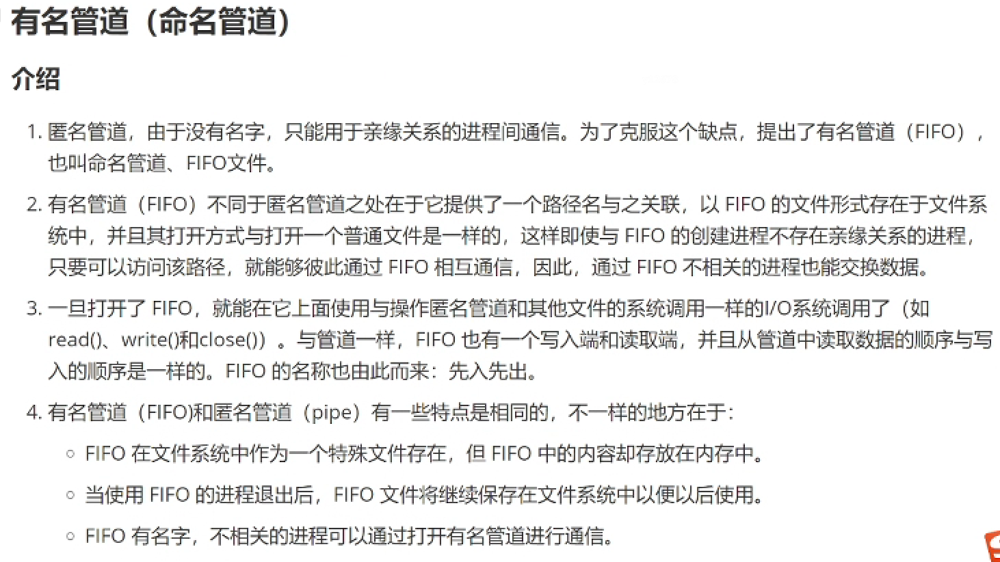 有名管道（命名管道）
介绍
1. 匿名管道，由于没有名字，只能用于亲缘关系的进程间通信。为了克服这个缺点，提出了有名管道（FIFO），
也叫命名管道、FIFO文件。
2. 有名管道（FIFO）不同于匿名管道之处在于它提供了一个路径名与之关联，以 FIFO 的文件形式存在于文件系
统中，并且其打开方式与打开一个普通文件是一样的，这样即使与 FIFO 的创建进程不存在亲缘关系的进程，
只要可以访问该路径，就能够彼此通过 FIFO 相互通信，因此，通过 FIFO 不相关的进程也能交换数据。
3. 一旦打开了 FIFO，就能在它上面使用与操作匿名管道和其他文件的系统调用一样的I/O系统调用了（如
read()、write()和close()）。与管道一样，FIFO 也有一个写入端和读取端，并且从管道中读取数据的顺序与写
入的顺序是一样的。FIFO 的名称也由此而来：先入先出。
4. 有名管道（FIFO)和匿名管道（pipe）有一些特点是相同的，不一样的地方在于：
○ FIFO 在文件系统中作为一个特殊文件存在，但 FIFO 中的内容却存放在内存中。
○ 当使用 FIFO 的进程退出后，FIFO 文件将继续保存在文件系统中以便以后使用。
○ FIFO 有名字，不相关的进程可以通过打开有名管道进行通信。